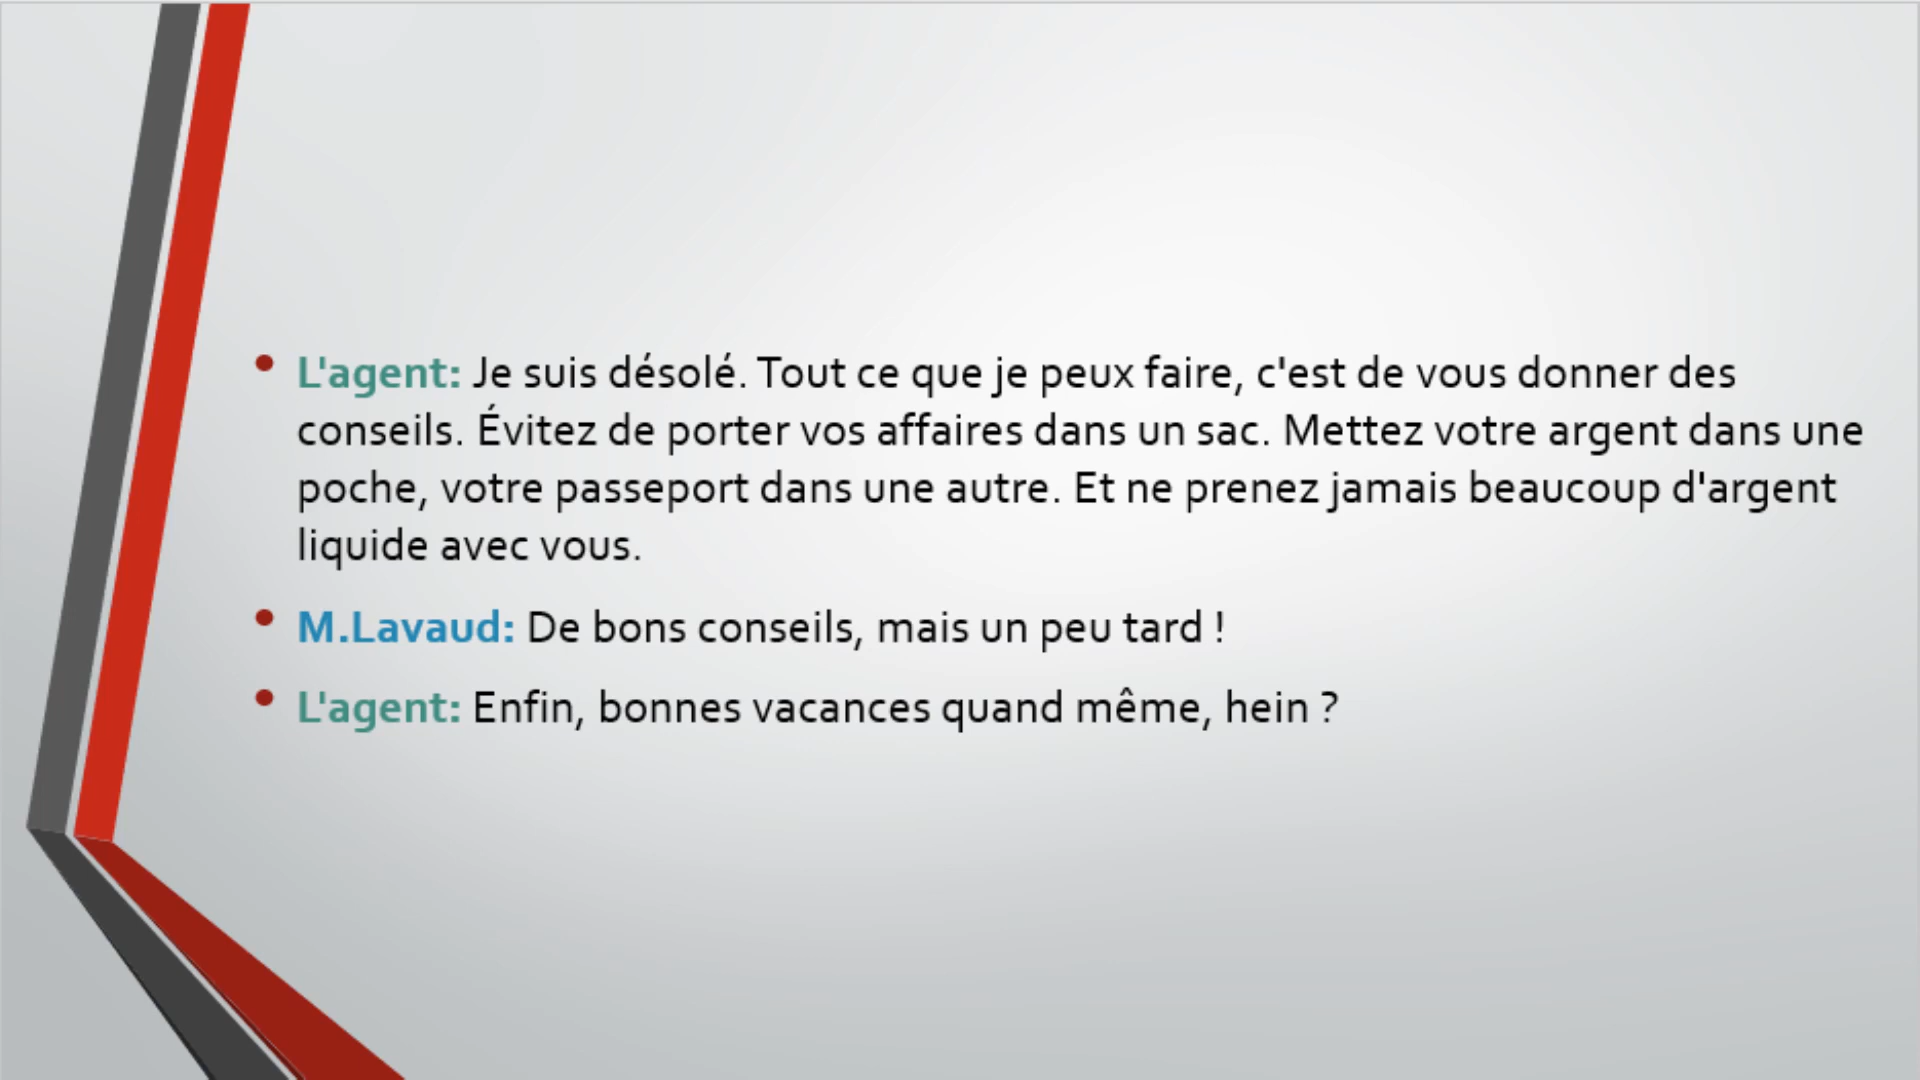 L'agent: Je suis désolé. Tout ce que je peux faire, c'est de vous donner des
conseils. Évitez de porter vos affaires dans un sac. Mettez votre argent dans une
poche, votre passeport dans une autre. Et ne prenez jamais beaucoup d'argent
liquide avec vous.
M.Lavaud: De bons conseils, mais un peu tard !
L'agent: Enfin, bonnes vacances quand même, hein ?